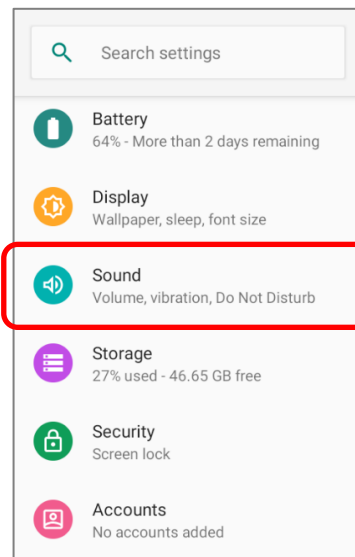 Search settings
Battery
64% - More than 2 days remaining
Display
Wallpaper, sleep, font size
Sound
Volume, vibration, Do Not Disturb
Storage
27% used - 46.65 GB free
Security
Screen lock
Accounts
No accounts added